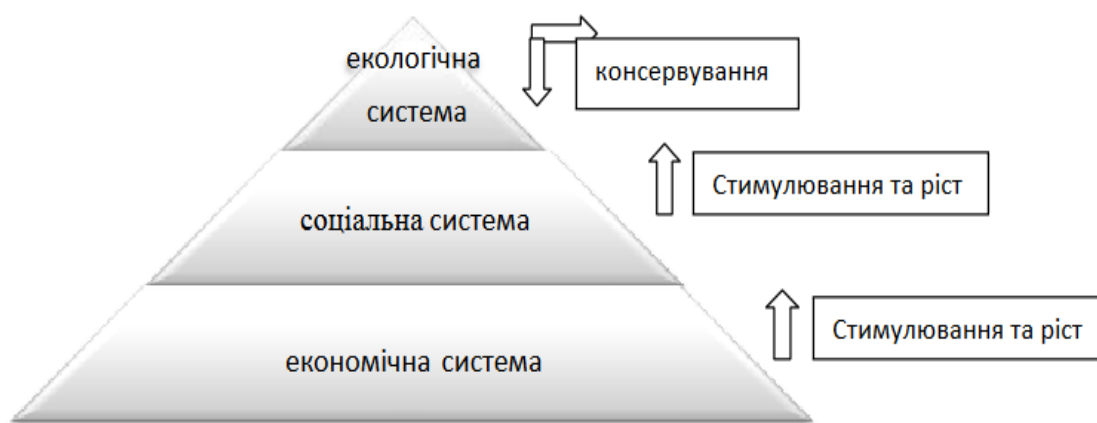 екологічна
система
консервування
Стимулювання та ріст
соціальна система
Стимулювання та ріст
економічна система